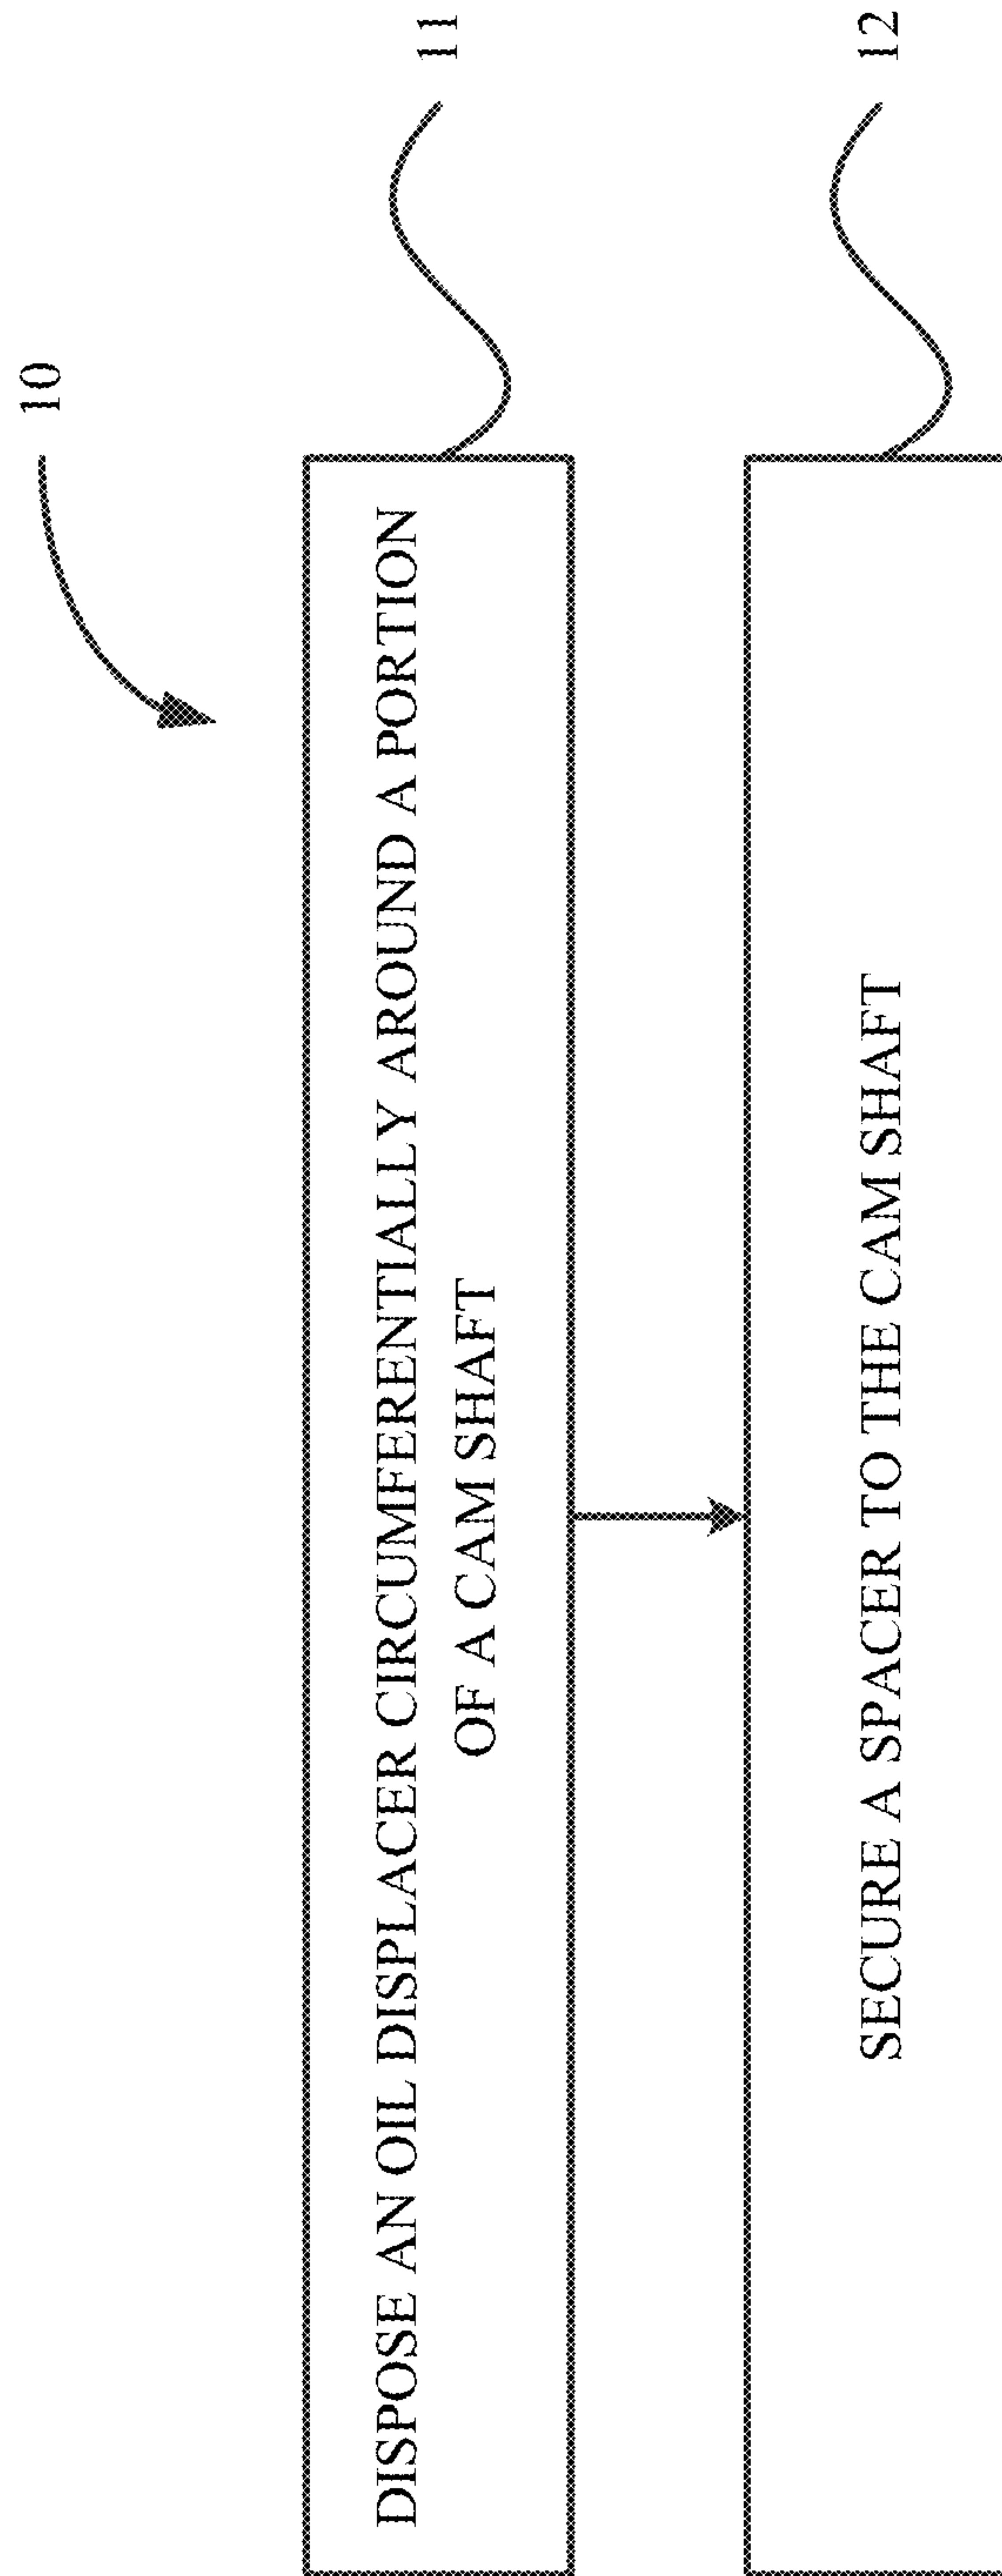 10
DISPOSE AN OIL DISPLACER CIRCUMFERENTIALLY AROUND A PORTION
OF A CAM SHAFT
11
SECURE A SPACER TO THE CAM SHAFT
12